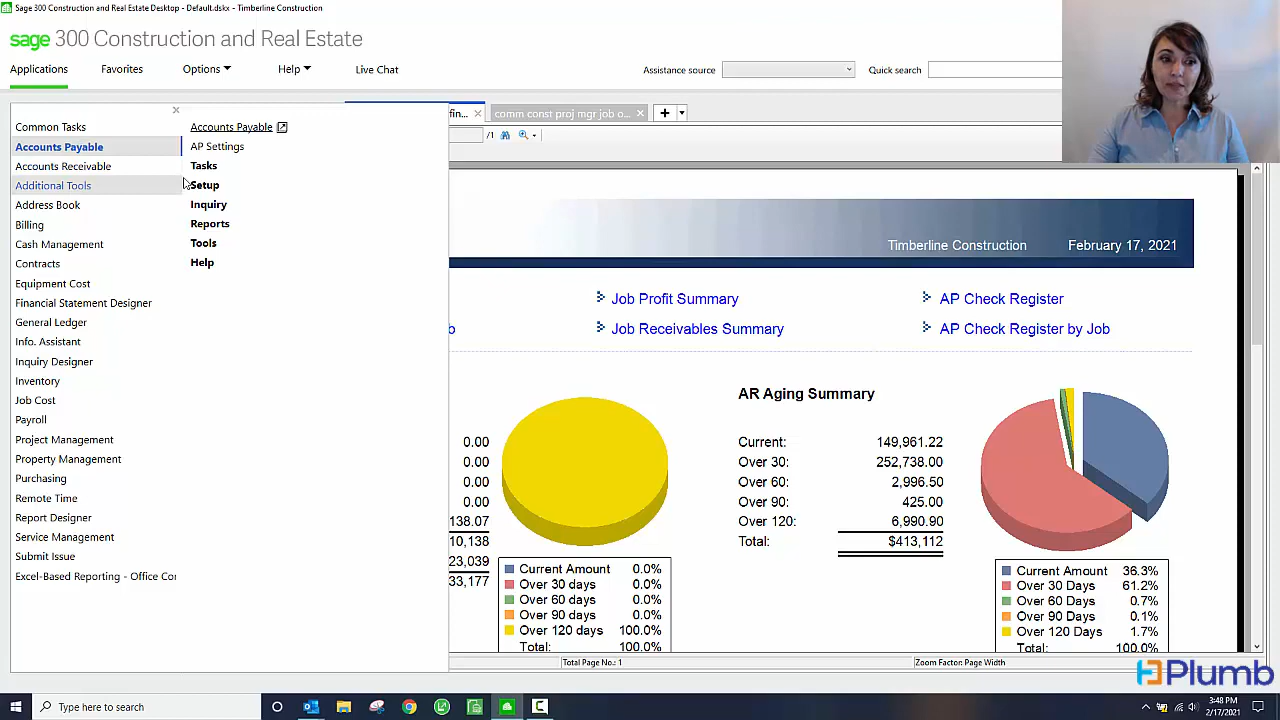 Sage 300 Construction and Real Estate Desktop - Default.dskx - Timberline Construction
sage 300 Construction and Real Estate
Applications Favorites Options Help Live Chat Assistance source Quick search
fin...
comm const proj mgr job o...
/1
Common Tasks
Accounts Payable
Accounts Receivable
Additional Tools
Address Book
Billing
Cash Management
Contracts
Equipment Cost
Financial Statement Designer
General Ledger
Info. Assistant
Inquiry Designer
Inventory
Job Cost
Payroll
Project Management
Property Management
Purchasing
Remote Time
Report Designer
Service Management
Submit Issue
Excel-Based Reporting - Office Con
Accounts Payable
AP Settings
Tasks
Setup
Inquiry
Reports
Tools
Help
Timberline Construction February 17, 2021
b Job Profit Summary AP Check Register
Job Receivables Summary AP Check Register by Job
0.00
0.00
0.00
0.00
138.07
10,138
23,039
33,177
Current Amount 0.0%
Over 30 days 0.0%
Over 60 days 0.0%
Over 90 days 0.0%
Over 120 days 100.0%
Total: 100.0%
AR Aging Summary
Current: 149,961.22
Over 30: 252,738.00
Over 60: 2,996.50
Over 90: 425.00
Over 120: 6,990.90
Total: $413,112
Current Amount 36.3%
Over 30 Days 61.2%
Over 60 Days 0.7%
Over 90 Days 0.1%
Over 120 Days 1.7%
Total: 100.0%
Total Page No.: 1 Zoom Factor: Page Width
Plumb
Type here to search
3:48 PM
2/17/2021